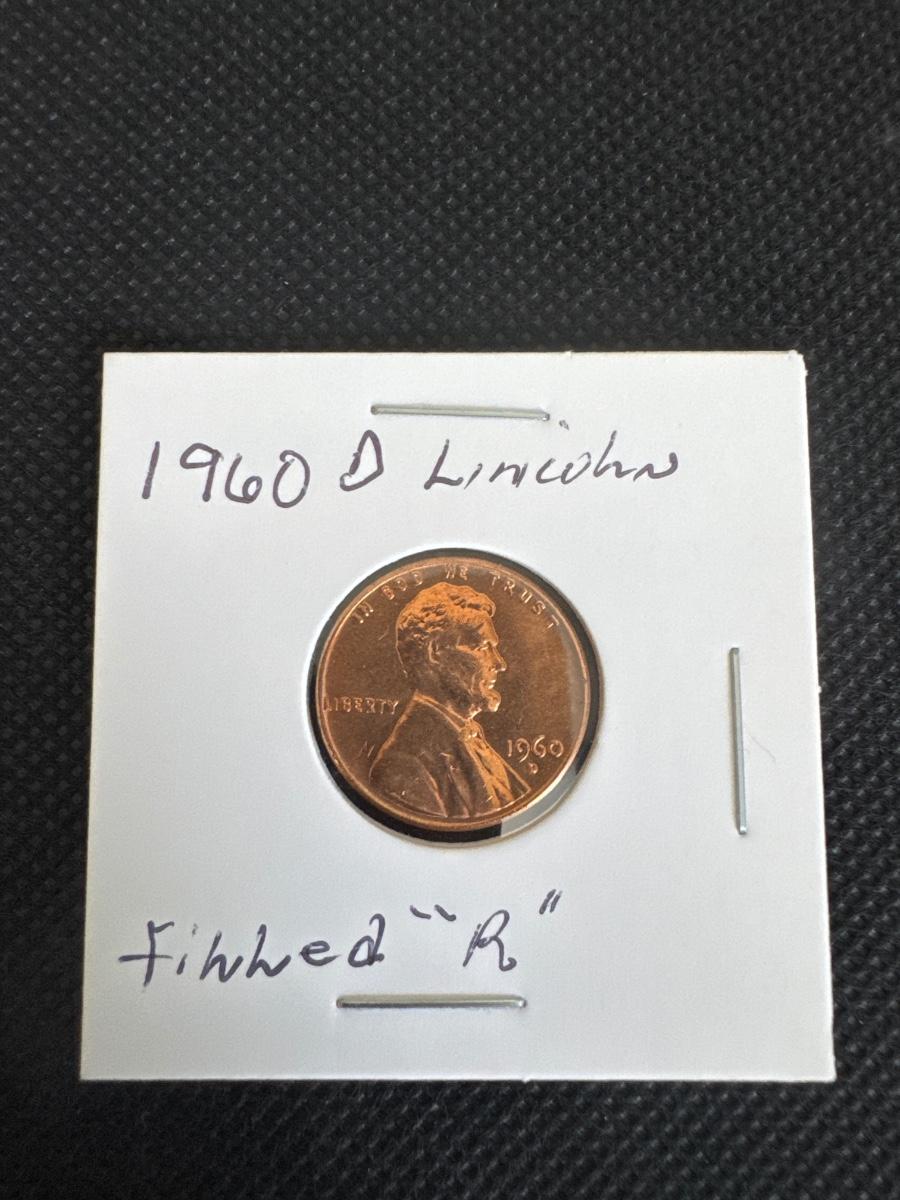 1960 D Lincoln
IN GOD WE TRUST
LIBERTY
1960
D
Filled "R"